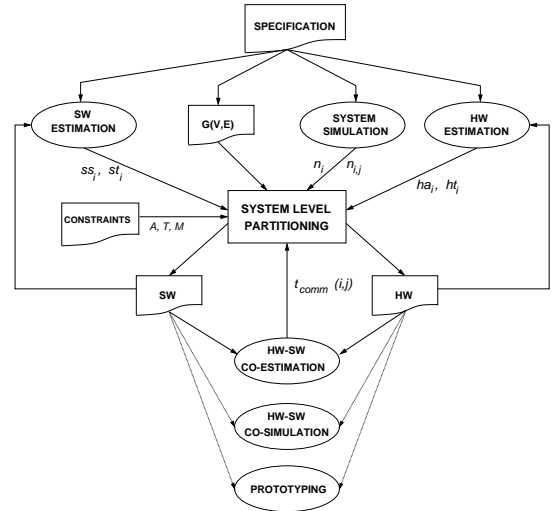 SPECIFICATION
SW
ESTIMATION
G(V,E)
SYSTEM
SIMULATION
HW
ESTIMATION
ss_i, st_i
n_i n_i,j
ha_i, ht_i
CONSTRAINTS
A, T, M
SYSTEM LEVEL
PARTITIONING
SW
t_comm (i,j)
HW
HW-SW
CO-ESTIMATION
HW-SW
CO-SIMULATION
PROTOTYPING